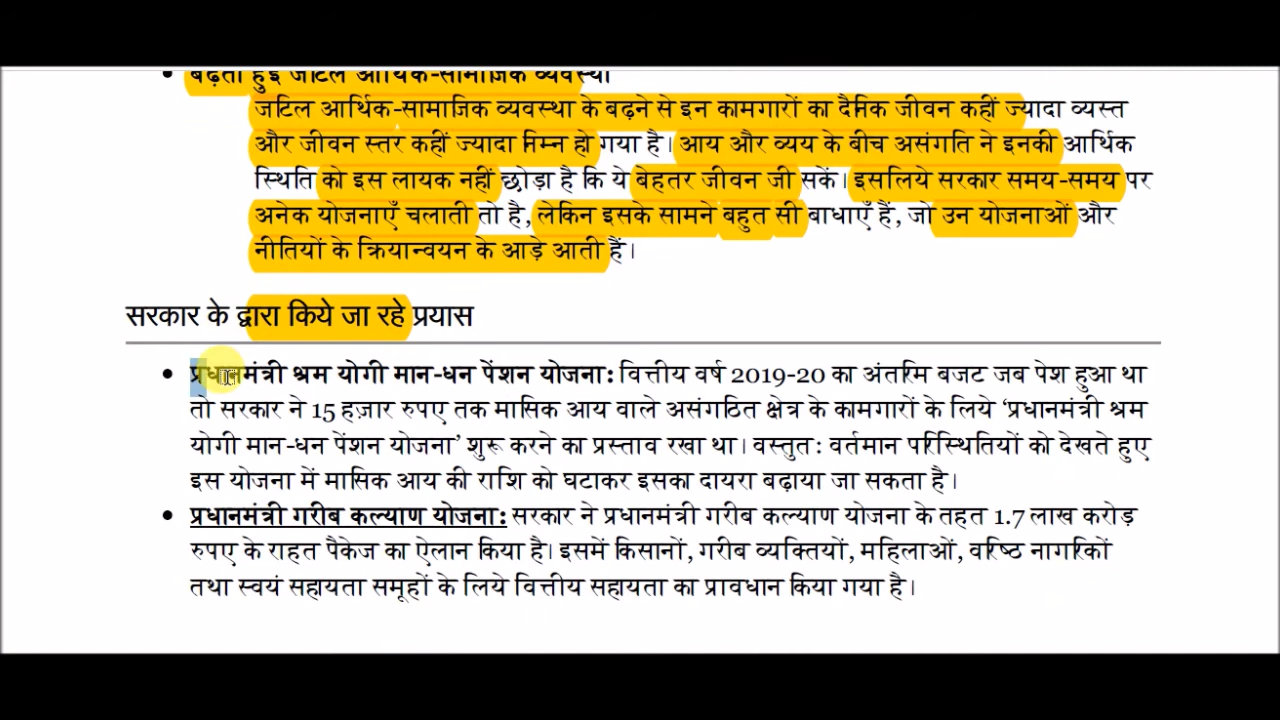 बढ़ती हुई जटिल आर्थिक-सामाजिक व्यवस्था
जटिल आर्थिक-सामाजिक व्यवस्था के बढ़ने से इन कामगारों का दैनिक जीवन कहीं ज्यादा व्यस्त
और जीवन स्तर कहीं ज्यादा निम्न हो गया है। आय और व्यय के बीच असंगति ने इनकी आर्थिक
स्थिति को इस लायक नहीं छोड़ा है कि ये बेहतर जीवन जी सकें। इसलिये सरकार समय-समय पर
अनेक योजनाएँ चलाती तो है, लेकिन इसके सामने बहुत सी बाधाएँ हैं, जो उन योजनाओं और
नीतियों के क्रियान्वयन के आड़े आती हैं।
सरकार के द्वारा किये जा रहे प्रयास
प्रधानमंत्री श्रम योगी मान-धन पेंशन योजना: वित्तीय वर्ष 2019-20 का अंतरिम बजट जब पेश हुआ था
तो सरकार ने 15 हज़ार रुपए तक मासिक आय वाले असंगठित क्षेत्र के कामगारों के लिये ‘प्रधानमंत्री श्रम
योगी मान-धन पेंशन योजना’ शुरू करने का प्रस्ताव रखा था। वस्तुतः वर्तमान परिस्थितियों को देखते हुए
इस योजना में मासिक आय की राशि को घटाकर इसका दायरा बढ़ाया जा सकता है।
प्रधानमंत्री गरीब कल्याण योजना: सरकार ने प्रधानमंत्री गरीब कल्याण योजना के तहत 1.7 लाख करोड़
रुपए के राहत पैकेज का ऐलान किया है। इसमें किसानों, गरीब व्यक्तियों, महिलाओं, वरिष्ठ नागरिकों
तथा स्वयं सहायता समूहों के लिये वित्तीय सहायता का प्रावधान किया गया है।